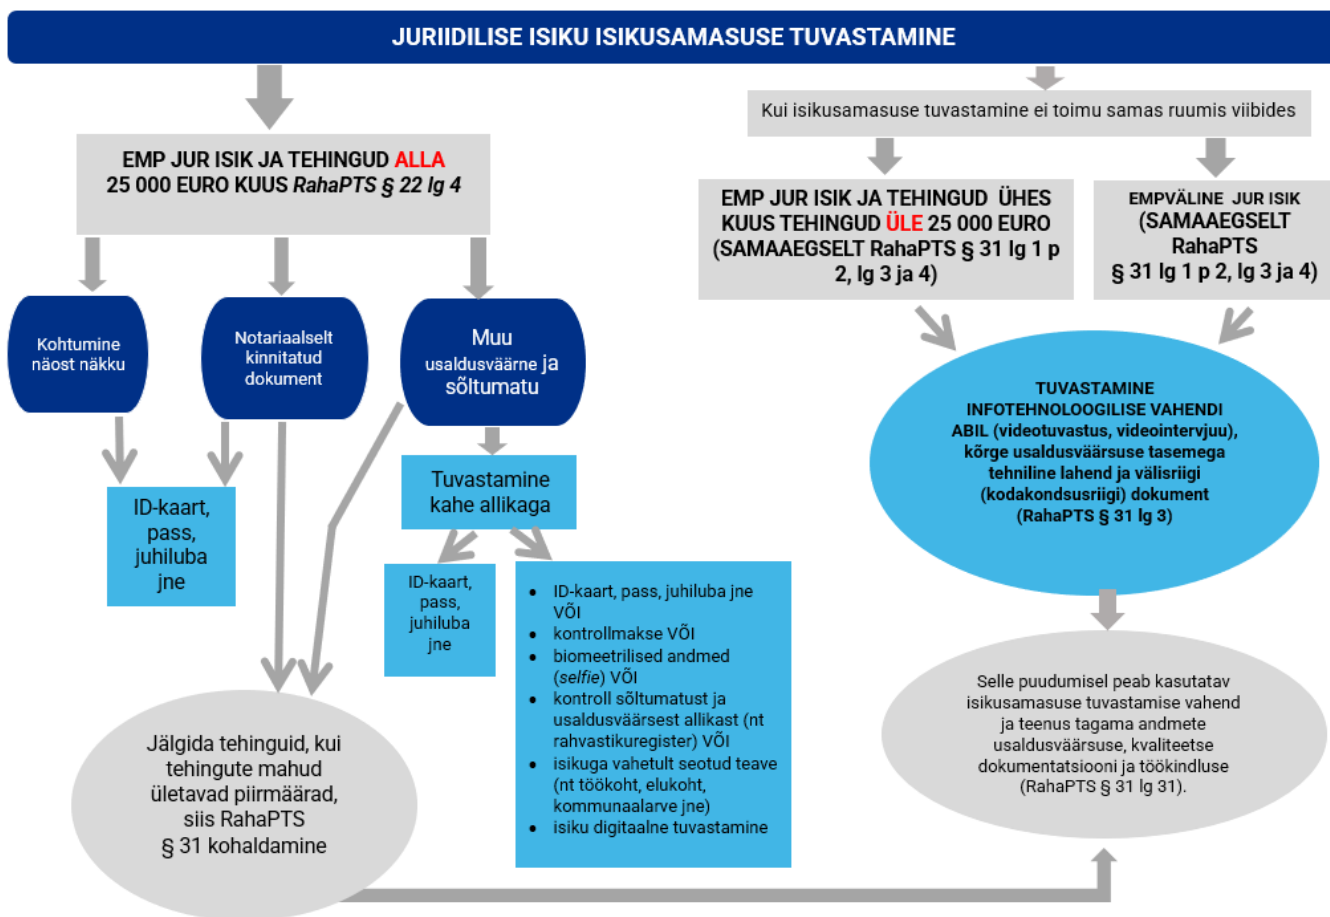 JURIIDILISE ISIKU ISIKUSAMASUSE TUVASTAMINE
EMP JUR ISIK JA TEHINGUD ALLA
25 000 EURO KUUS RahaPTS § 22 lg 4
Kohtumine
näost näkku
Notariaalselt
kinnitatud
dokument
Muu
usaldusväärne ja
sõltumatu
ID-kaart,
pass,
juhiluba
jne
Tuvastamine
kahe allikaga
ID-kaart,
pass,
juhiluba
jne
• ID-kaart, pass, juhiluba jne
VÕI
• kontrollmakse VÕI
• biomeetrilised andmed
(selfie) VÕI
• kontroll sõltumatust ja
usaldusväärsest allikast (nt
rahvastikuregister) VÕI
• isikuga vahetult seotud teave
(nt töökoht, elukoht,
kommunaalarve jne)
• isiku digitaalne tuvastamine
Jälgida tehinguid, kui
tehingute mahud
ületavad piirmäärad,
siis RahaPTS
§ 31 kohaldamine
Kui isikusamasuse tuvastamine ei toimu samas ruumis viibides
EMP JUR ISIK JA TEHINGUD ÜHES
KUUS TEHINGUD ÜLE 25 000 EURO
(SAMAAEGSELT RahaPTS § 31 lg 1 p
2, lg 3 ja 4)
EMPVÄLINE JUR ISIK
(SAMAAEGSELT
RahaPTS
§ 31 lg 1 p 2, lg 3 ja 4)
TUVASTAMINE
INFOTEHNOLOOGILISE VAHENDI
ABIL (videotuvastus, videointervjuu),
kõrge usaldusväärsuse tasemega
tehniline lahend ja välisriigi
(kodakondsusriigi) dokument
(RahaPTS § 31 lg 3)
Selle puudumisel peab kasutatav
isikusamasuse tuvastamise vahend
ja teenus tagama andmete
usaldusväärsuse, kvaliteetse
dokumentatsiooni ja töökindluse
(RahaPTS § 31 lg 31).